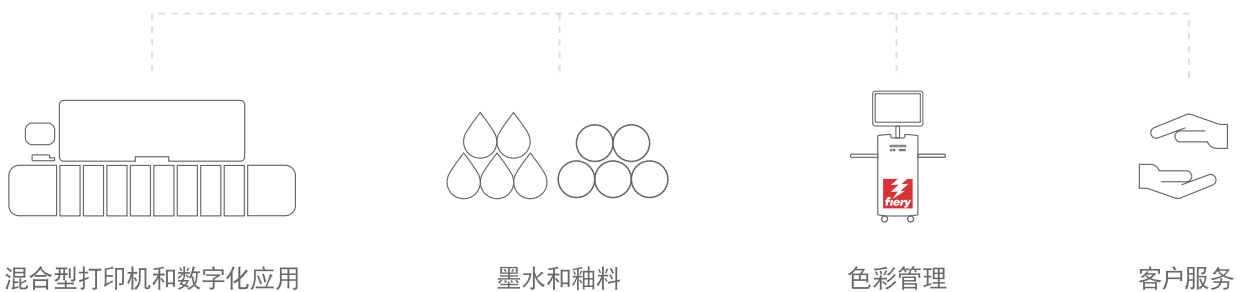 fiery
混合型打印机和数字化应用
墨水和釉料
色彩管理
客户服务